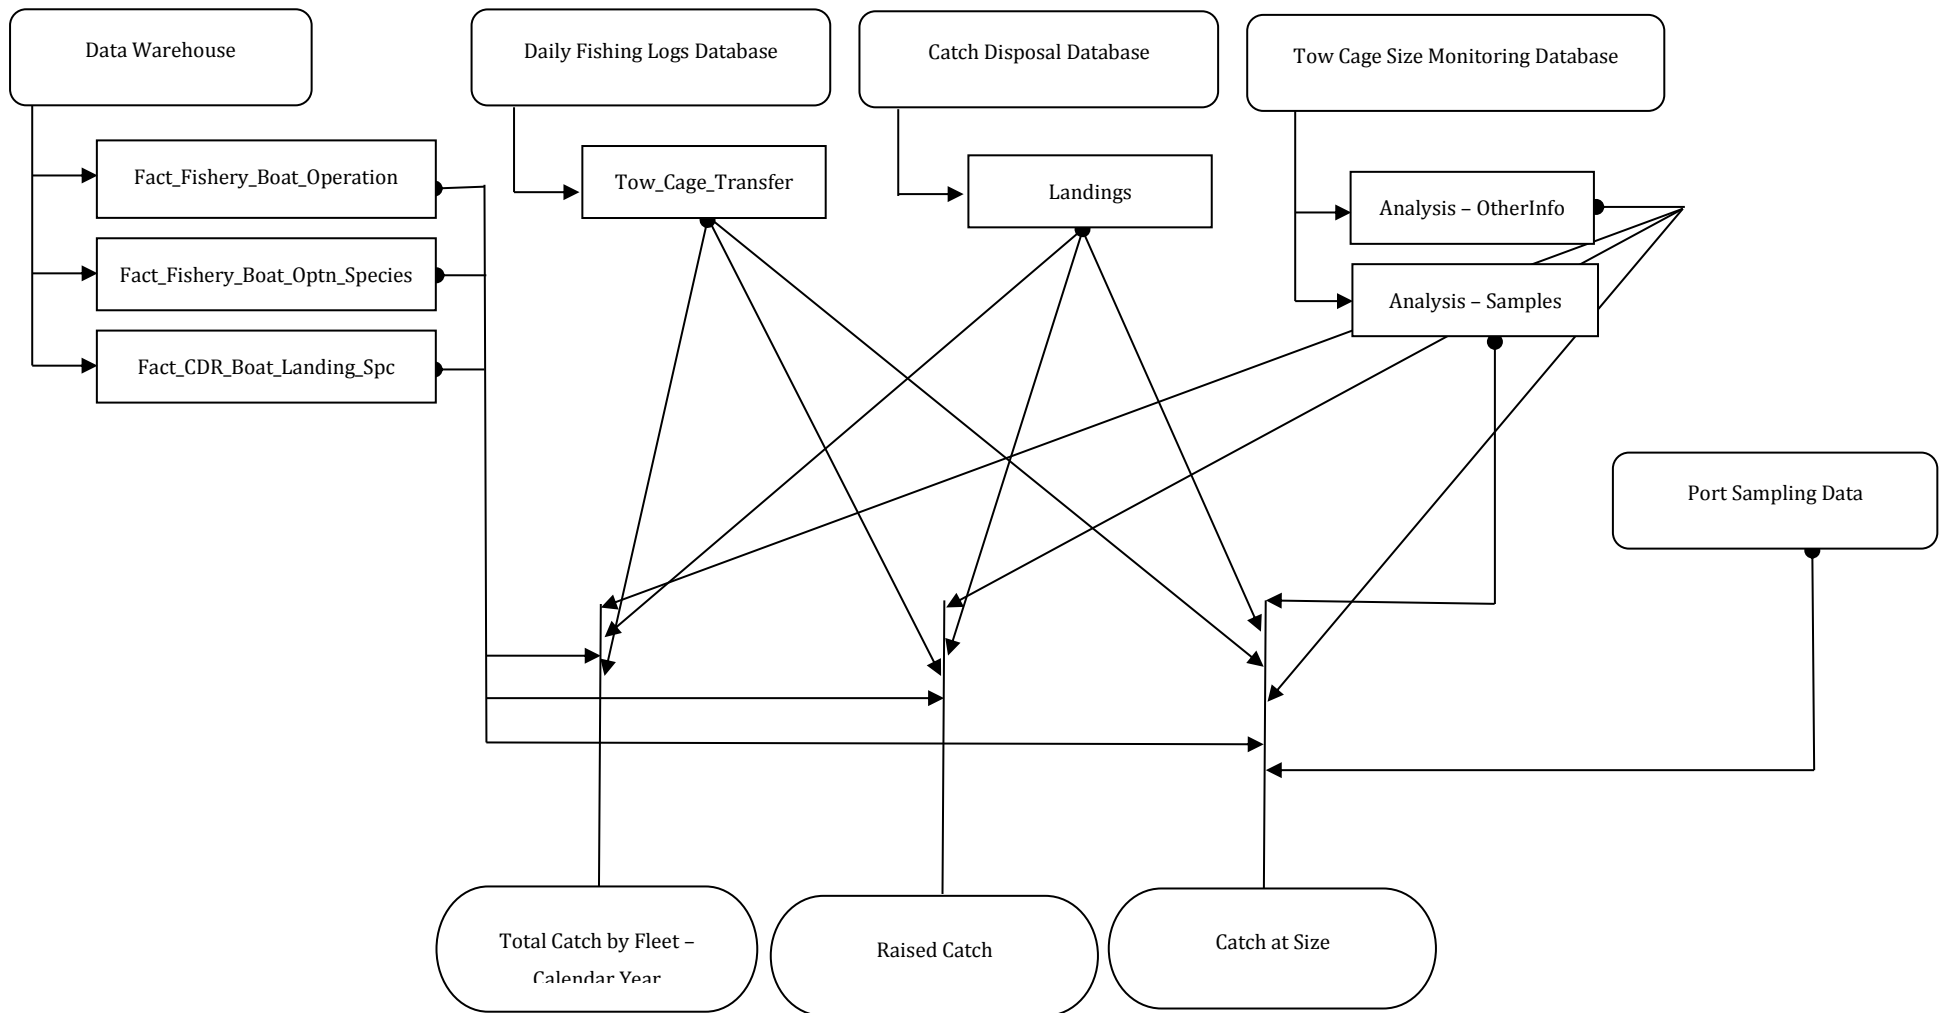 Data Warehouse
Daily Fishing Logs Database
Catch Disposal Database
Tow Cage Size Monitoring Database
Fact_Fishery_Boat_Operation
Tow_Cage_Transfer
Landings
Analysis – OtherInfo
Fact_Fishery_Boat_Optn_Species
Analysis – Samples
Fact_CDR_Boat_Landing_Spc
Port Sampling Data
Total Catch by Fleet –
Calendar Year
Raised Catch
Catch at Size